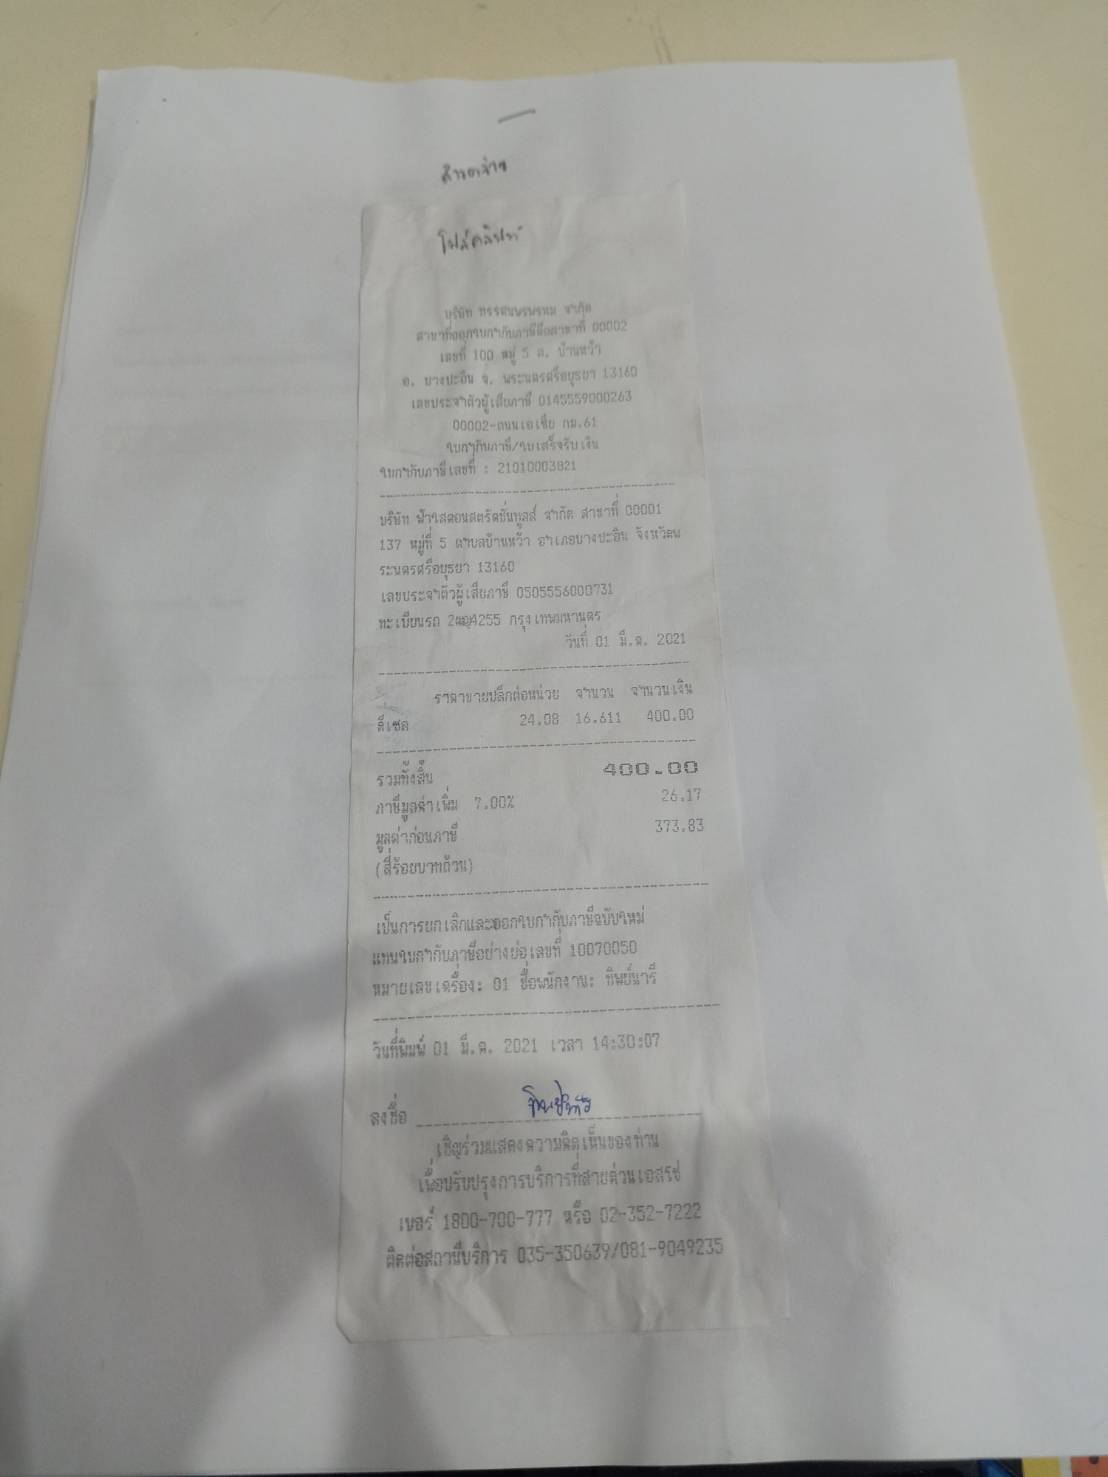 โฟล์คลิฟท์
บริษัท ทรรศนพรพรหม จำกัด
สาขาที่ออกใบกำกับภาษีคือสาขาที่ 00002
เลขที่ 100 หมู่ 5 ต. บ้านหว้า
อ. บางปะอิน จ. พระนครศรีอยุธยา 13160
เลขประจำตัวผู้เสียภาษี 0145559000263
00002-ถนนเอเซีย กม.61
ใบกำกับภาษี/ใบเสร็จรับเงิน
ใบกำกับภาษีเลขที่ : 21010003821
บริษัท ฟ้าใสคอนสตรัคชั่นทูลส์ จำกัด สาขาที่ 00001
137 หมู่ที่ 5 ตำบลบ้านหว้า อำเภอบางปะอิน จังหวัดพ
ระนครศรีอยุธยา 13160
เลขประจำตัวผู้เสียภาษี 0505556000731
ทะเบียนรถ กรุงเทพมหานคร
วันที่ 01 มี.ค. 2021
ราคาขายปลีกต่อหน่วย จำนวน จำนวนเงิน
ดีเซล 24.08 16.611 400.00
รวมทั้งสิ้น 400.00
ภาษีมูลค่าเพิ่ม 7.00% 26.17
มูลค่าก่อนภาษี 373.83
(สี่ร้อยบาทถ้วน)
เป็นการยกเลิกและออกใบกำกับภาษีฉบับใหม่
แทนใบกำกับภาษีอย่างย่อเลขที่ 10070050
หมายเลขเครื่อง: 01 ชื่อพนักงาน: ทิพย์นารี
วันที่พิมพ์ 01 มี.ค. 2021 เวลา 14:30:07
ลงชื่อ
เชิญร่วมแสดงความคิดเห็นของท่าน
เพื่อปรับปรุงการบริการที่สายด่วนเอสโซ่
เบอร์ 1800-700-777 หรือ 02-352-7222
ติดต่อสถานีบริการ 035-350639/081-9049235